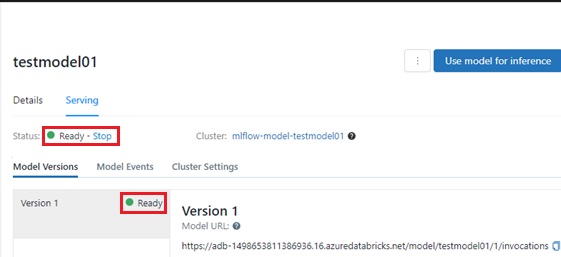 testmodel01
⋮ Use model for inference
Details Serving
Status: Ready - Stop Cluster: mlflow-model-testmodel01
Model Versions Model Events Cluster Settings
Version 1 Ready
Version 1
Model URL:
https://adb-1498653811386936.16.azuredatabricks.net/model/testmodel01/1/invocations